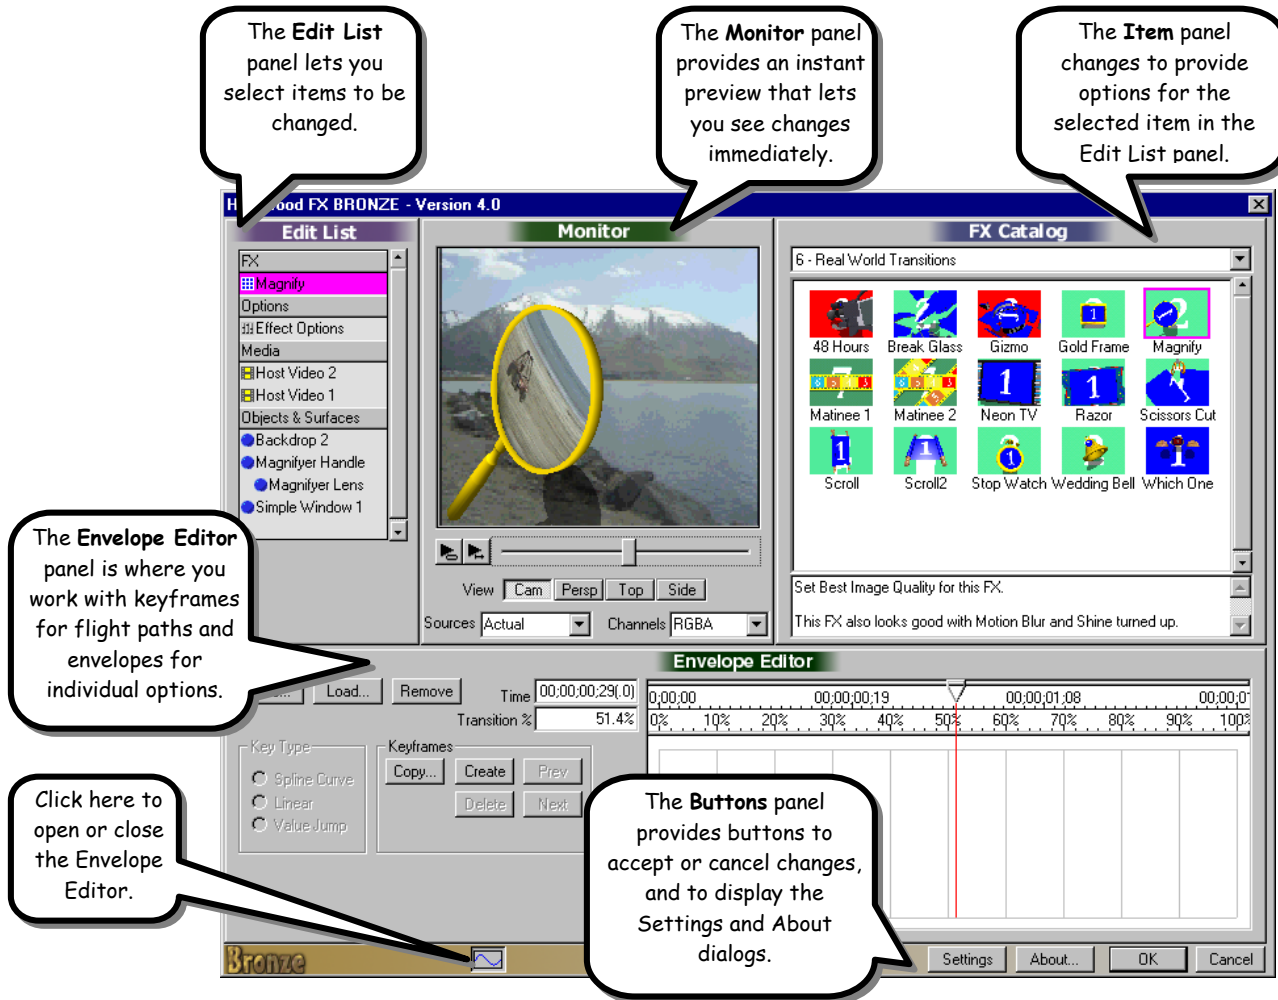 The Edit List
panel lets you
select items to be
changed.
The Monitor panel
provides an instant
preview that lets
you see changes
immediately.
The Item panel
changes to provide
options for the
selected item in the
Edit List panel.
ood FX BRONZE - Version 4.0
Edit List
Monitor
FX Catalog
FX
Magnify
Options
Effect Options
Media
Host Video 2
Host Video 1
Objects & Surfaces
Backdrop 2
Magnifyer Handle
Magnifyer Lens
Simple Window 1
6 - Real World Transitions
48 Hours Break Glass Gizmo Gold Frame Magnify
Matinee 1 Matinee 2 Neon TV Razor Scissors Cut
Scroll Scroll2 Stop Watch Wedding Bell Which One
View Cam Persp Top Side
Sources Actual Channels RGBA
Set Best Image Quality for this FX.
This FX also looks good with Motion Blur and Shine turned up.
The Envelope Editor
panel is where you
work with keyframes
for flight paths and
envelopes for
individual options.
Envelope Editor
Load... Remove Time 00;00;00;29(.0)
Transition % 51.4%
0;00;00 00;00;00;19 00;00;01;08 00;00;0
0% 10% 20% 30% 40% 50% 60% 70% 80% 90% 100%
Key Type
Spline Curve
Linear
Value Jump
Keyframes
Copy... Create Prev
Delete Next
Click here to
open or close
the Envelope
Editor.
The Buttons panel
provides buttons to
accept or cancel changes,
and to display the
Settings and About
dialogs.
Bronze
Settings About... OK Cancel